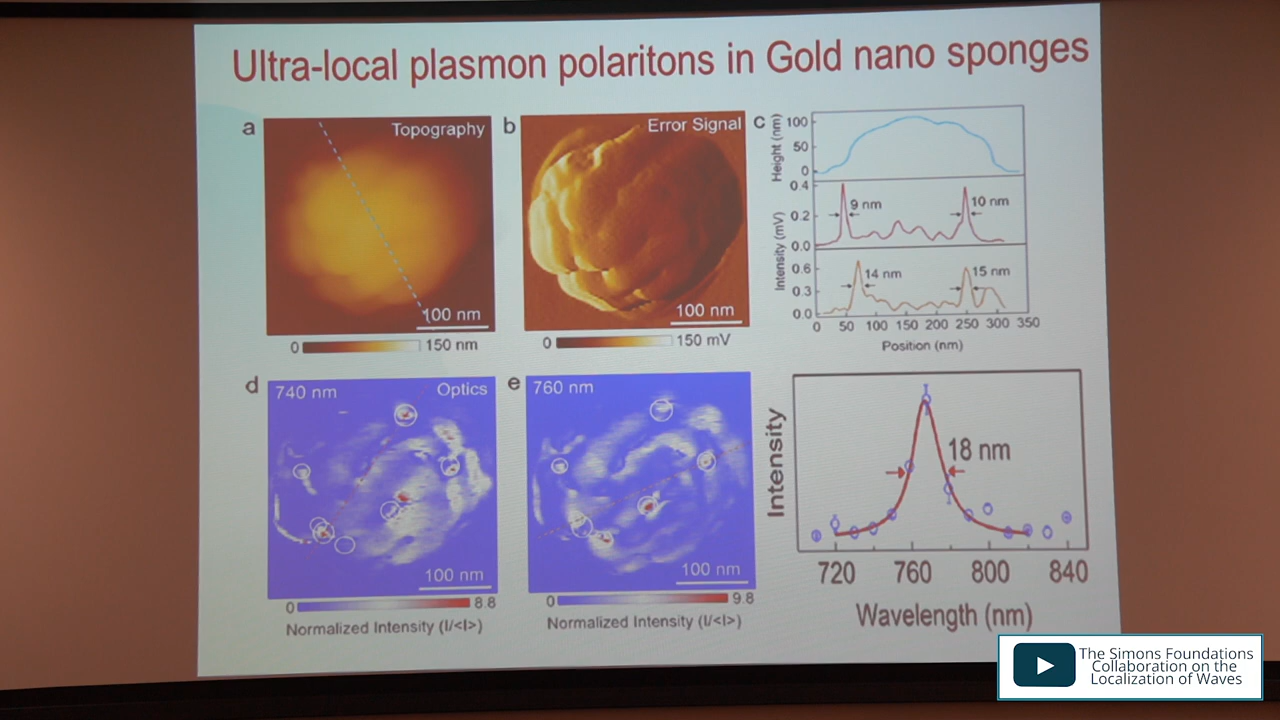 Ultra-local plasmon polaritons in Gold nano sponges
a
Topography
100 nm
0
150 nm
b
Error Signal
100 nm
0
150 mV
c
Height (nm)
100
50
0
Intensity (mV)
0.4
0.2
0.0
9 nm
10 nm
0.6
0.3
0.0
14 nm
15 nm
0 50 100 150 200 250 300 350
Position (nm)
d
740 nm
Optics
100 nm
0
8.8
Normalized Intensity (I/<I>)
e
760 nm
100 nm
0
9.8
Normalized Intensity (I/<I>)
Intensity
18 nm
720 760 800 840
Wavelength (nm)
The Simons Foundations
Collaboration on the
Localization of Waves